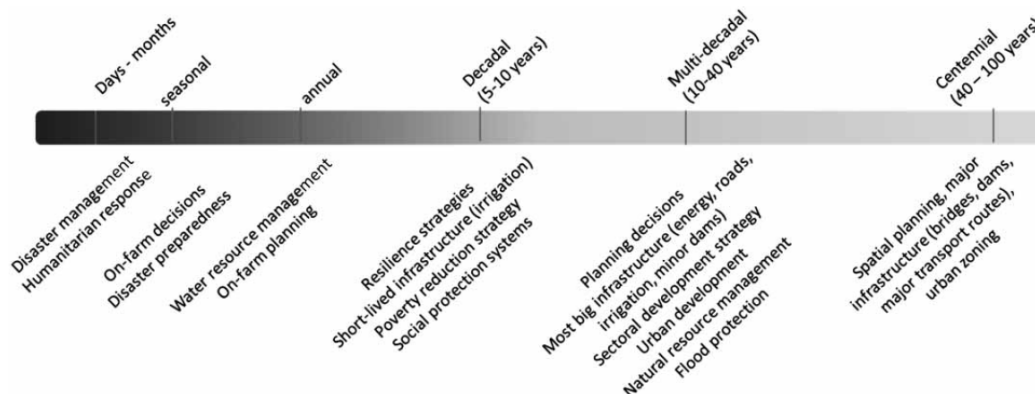 Days - months
seasonal
annual
Decadal
(5-10 years)
Multi-decadal
(10-40 years)
Centennial
(40 – 100 years)
Disaster management
Humanitarian response
On-farm decisions
Disaster preparedness
Water resource management
On-farm planning
Resilience strategies
Short-lived infrastructure (irrigation)
Poverty reduction strategy
Social protection systems
Planning decisions
Most big infrastructure (energy, roads,
irrigation, minor dams)
Sectoral development strategy
Urban development
Natural resource management
Flood protection
Spatial planning, major
infrastructure (bridges, dams,
major transport routes),
urban zoning